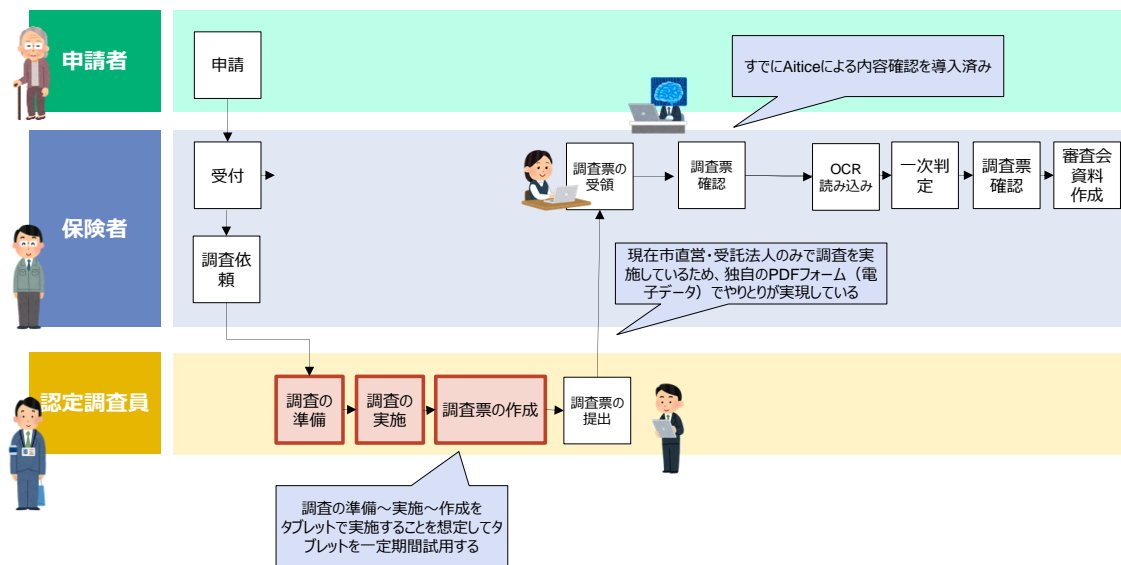 申請者
申請
すでにAiticeによる内容確認を導入済み
保険者
受付
調査依
頼
調査票の
受領
調査票
確認
OCR
読み込み
一次判
定
調査票
確認
審査会
資料
作成
現在市直営・受託法人のみで調査を実
施しているため、独自のPDFフォーム（電
子データ）でやりとりが実現している
認定調査員
調査の
準備
調査の
実施
調査票の作成
調査票の
提出
調査の準備～実施～作成を
タブレットで実施することを想定してタ
ブレットを一定期間試用する